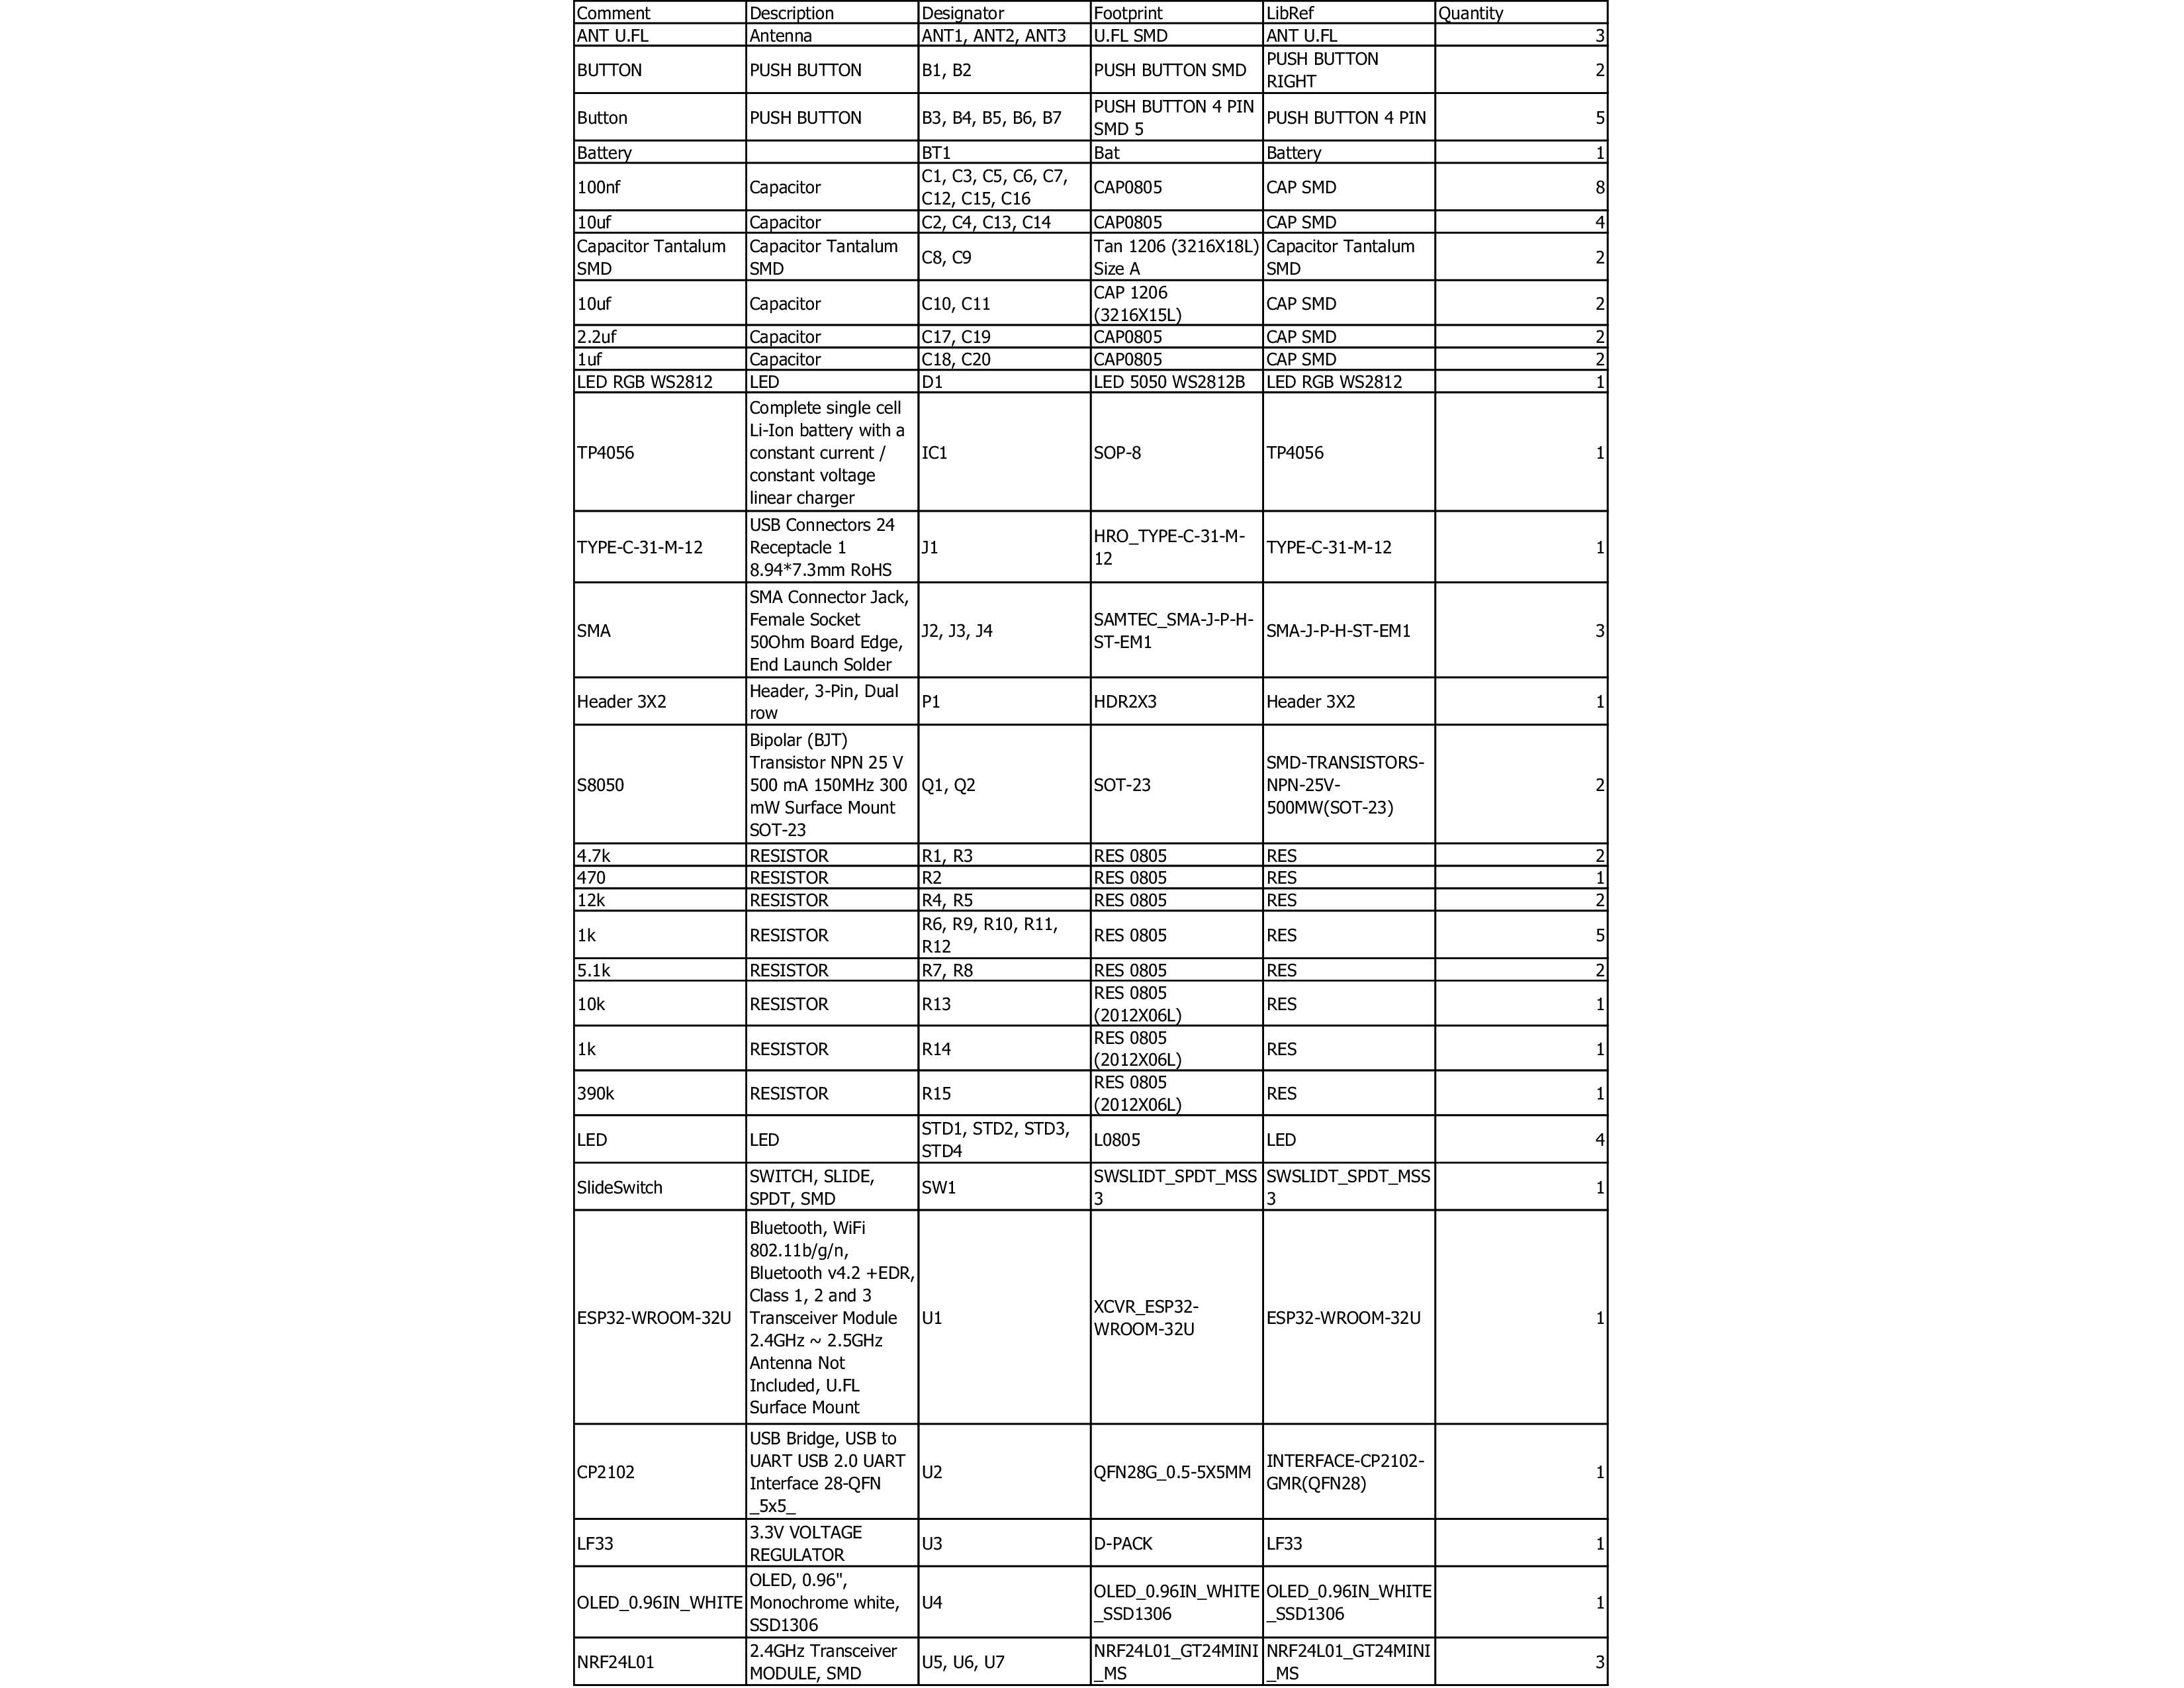 Comment Description Designator Footprint LibRef Quantity
ANT U.FL Antenna ANT1, ANT2, ANT3 U.FL SMD ANT U.FL 3
BUTTON PUSH BUTTON B1, B2 PUSH BUTTON SMD PUSH BUTTON
RIGHT 2
Button PUSH BUTTON B3, B4, B5, B6, B7 PUSH BUTTON 4 PIN
SMD 5 PUSH BUTTON 4 PIN 5
Battery BT1 Bat Battery 1
100nf Capacitor C1, C3, C5, C6, C7,
C12, C15, C16 CAP0805 CAP SMD 8
10uf Capacitor C2, C4, C13, C14 CAP0805 CAP SMD 4
Capacitor Tantalum
SMD Capacitor Tantalum
SMD C8, C9 Tan 1206 (3216X18L)
Size A Capacitor Tantalum
SMD 2
10uf Capacitor C10, C11 CAP 1206
(3216X15L) CAP SMD 2
2.2uf Capacitor C17, C19 CAP0805 CAP SMD 2
1uf Capacitor C18, C20 CAP0805 CAP SMD 2
LED RGB WS2812 LED D1 LED 5050 WS2812B LED RGB WS2812 1
TP4056 Complete single cell
Li-Ion battery with a
constant current /
constant voltage
linear charger IC1 SOP-8 TP4056 1
TYPE-C-31-M-12 USB Connectors 24
Receptacle 1
8.94*7.3mm RoHS J1 HRO_TYPE-C-31-M-
12 TYPE-C-31-M-12 1
SMA SMA Connector Jack,
Female Socket
50Ohm Board Edge,
End Launch Solder J2, J3, J4 SAMTEC_SMA-J-P-H-
ST-EM1 SMA-J-P-H-ST-EM1 3
Header 3X2 Header, 3-Pin, Dual
row P1 HDR2X3 Header 3X2 1
S8050 Bipolar (BJT)
Transistor NPN 25 V
500 mA 150MHz 300
mW Surface Mount
SOT-23 Q1, Q2 SOT-23 SMD-TRANSISTORS-
NPN-25V-
500MW(SOT-23) 2
4.7k RESISTOR R1, R3 RES 0805 RES 2
470 RESISTOR R2 RES 0805 RES 1
12k RESISTOR R4, R5 RES 0805 RES 2
1k RESISTOR R6, R9, R10, R11,
R12 RES 0805 RES 5
5.1k RESISTOR R7, R8 RES 0805 RES 2
10k RESISTOR R13 RES 0805
(2012X06L) RES 1
1k RESISTOR R14 RES 0805
(2012X06L) RES 1
390k RESISTOR R15 RES 0805
(2012X06L) RES 1
LED LED STD1, STD2, STD3,
STD4 L0805 LED 4
SlideSwitch SWITCH, SLIDE,
SPDT, SMD SW1 SWSLIDT_SPDT_MSS
3 SWSLIDT_SPDT_MSS
3 1
ESP32-WROOM-32U Bluetooth, WiFi
802.11b/g/n,
Bluetooth v4.2 +EDR,
Class 1, 2 and 3
Transceiver Module
2.4GHz ~ 2.5GHz
Antenna Not
Included, U.FL
Surface Mount U1 XCVR_ESP32-
WROOM-32U ESP32-WROOM-32U 1
CP2102 USB Bridge, USB to
UART USB 2.0 UART
Interface 28-QFN
_5x5_ U2 QFN28G_0.5-5X5MM INTERFACE-CP2102-
GMR(QFN28) 1
LF33 3.3V VOLTAGE
REGULATOR U3 D-PACK LF33 1
OLED_0.96IN_WHITE OLED, 0.96",
Monochrome white,
SSD1306 U4 OLED_0.96IN_WHITE
_SSD1306 OLED_0.96IN_WHITE
_SSD1306 1
NRF24L01 2.4GHz Transceiver
MODULE, SMD U5, U6, U7 NRF24L01_GT24MINI
_MS NRF24L01_GT24MINI
_MS 3